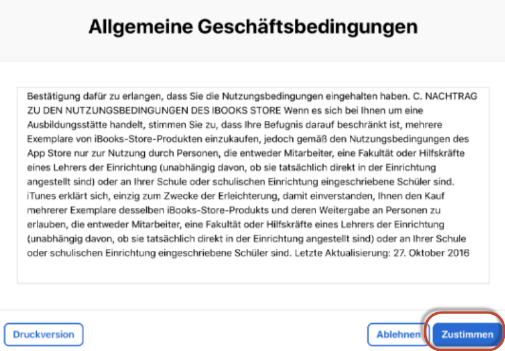 Allgemeine Geschäftsbedingungen
Bestätigung dafür zu erlangen, dass Sie die Nutzungsbedingungen eingehalten haben. C. NACHTRAG
ZU DEN NUTZUNGSBEDINGUNGEN DES IBOOKS STORE Wenn es sich bei Ihnen um eine
Ausbildungsstätte handelt, stimmen Sie zu, dass Ihre Befugnis darauf beschränkt ist, mehrere
Exemplare von iBooks-Store-Produkten einzukaufen, jedoch gemäß den Nutzungsbedingungen des
App Store nur zur Nutzung durch Personen, die entweder Mitarbeiter, eine Fakultät oder Hilfskräfte
eines Lehrers der Einrichtung (unabhängig davon, ob sie tatsächlich direkt in der Einrichtung
angestellt sind) oder an Ihrer Schule oder schulischen Einrichtung eingeschriebene Schüler sind.
iTunes erklärt sich, einzig zum Zwecke der Erleichterung, damit einverstanden, Ihnen den Kauf
mehrerer Exemplare desselben iBooks-Store-Produkts und deren Weitergabe an Personen zu
erlauben, die entweder Mitarbeiter, eine Fakultät oder Hilfskräfte eines Lehrers der Einrichtung
(unabhängig davon, ob sie tatsächlich direkt in der Einrichtung angestellt sind) oder an Ihrer Schule
oder schulischen Einrichtung eingeschriebene Schüler sind. Letzte Aktualisierung: 27. Oktober 2016
Druckversion
Ablehnen
Zustimmen